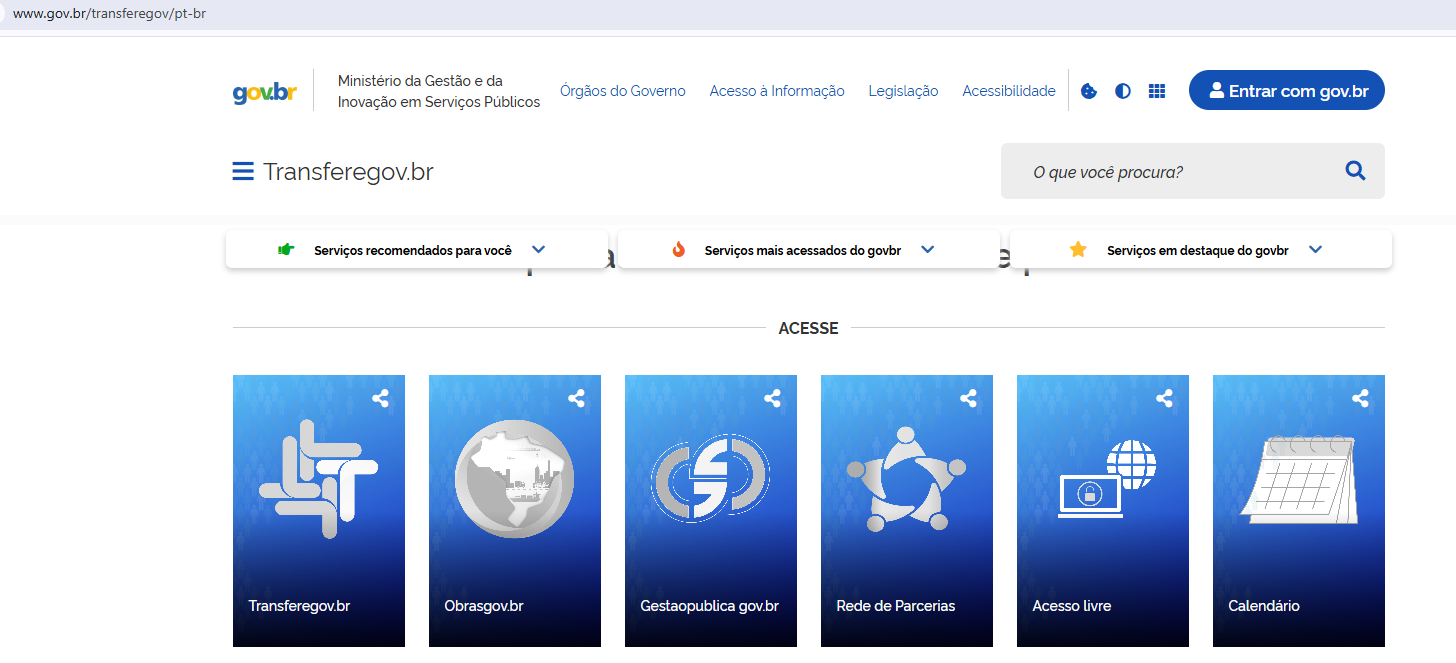 www.gov.br/transferegov/pt-br
gov.br
Ministério da Gestão e da
Inovação em Serviços Públicos
Órgãos do Governo
Acesso à Informação
Legislação
Acessibilidade
Entrar com gov.br
Transferegov.br
O que você procura?
Serviços recomendados para você
Serviços mais acessados do govbr
Serviços em destaque do govbr
ACESSE
Transferegov.br
Obrasgov.br
Gestaopublica gov.br
Rede de Parcerias
Acesso livre
Calendário